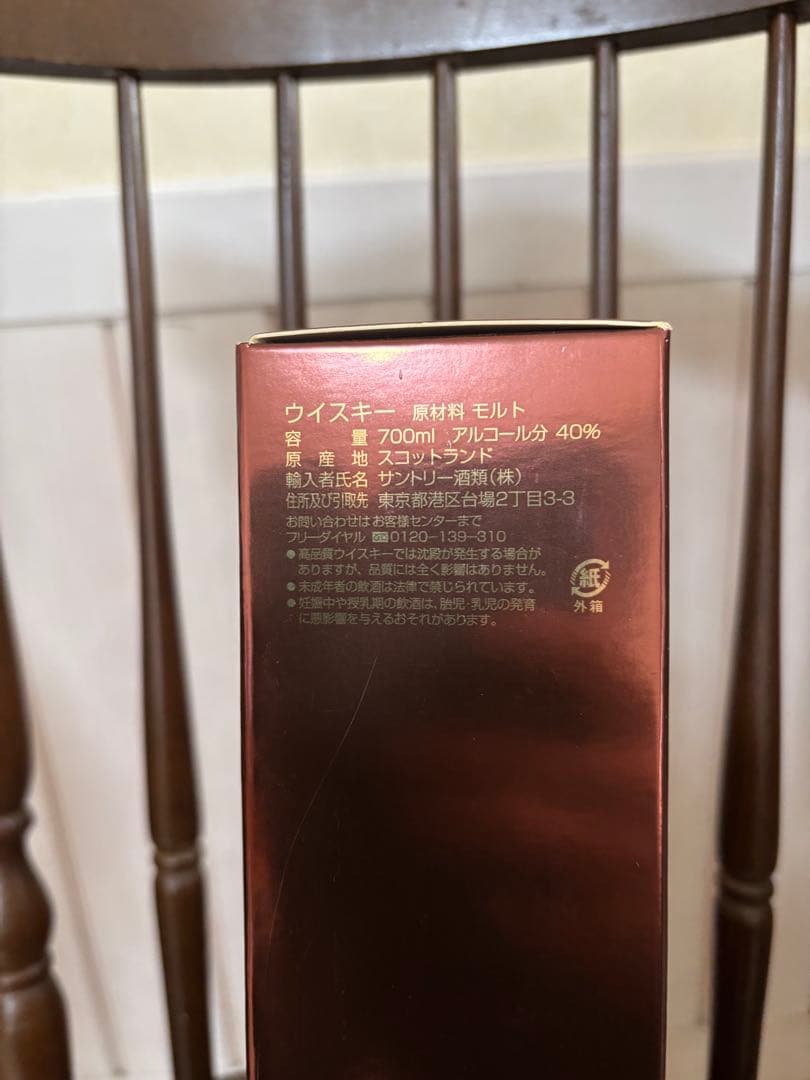 ウイスキー 原材料 モルト
容量 700ml アルコール分 40%
原産地 スコットランド
輸入者氏名 サントリー酒類(株)
住所及び引取先 東京都港区台場2丁目3-3
お問い合わせは お客様センターまで
フリーダイヤル 0120-139-310
●高品質ウイスキーでは沈殿が発生する場合が
ありますが、品質には全く影響はありません。
●未成年者の飲酒は法律で禁じられています。
●妊娠中や授乳期の飲酒は、胎児・乳児の発育
に悪影響を与えるおそれがあります。
紙
外箱